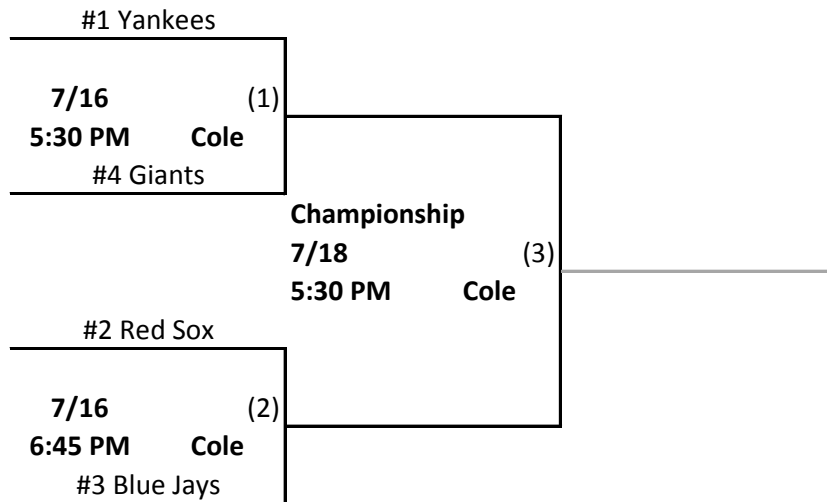 #1 Yankees
7/16 (1)
5:30 PM Cole
#4 Giants
Championship
7/18 (3)
5:30 PM Cole
#2 Red Sox
7/16 (2)
6:45 PM Cole
#3 Blue Jays